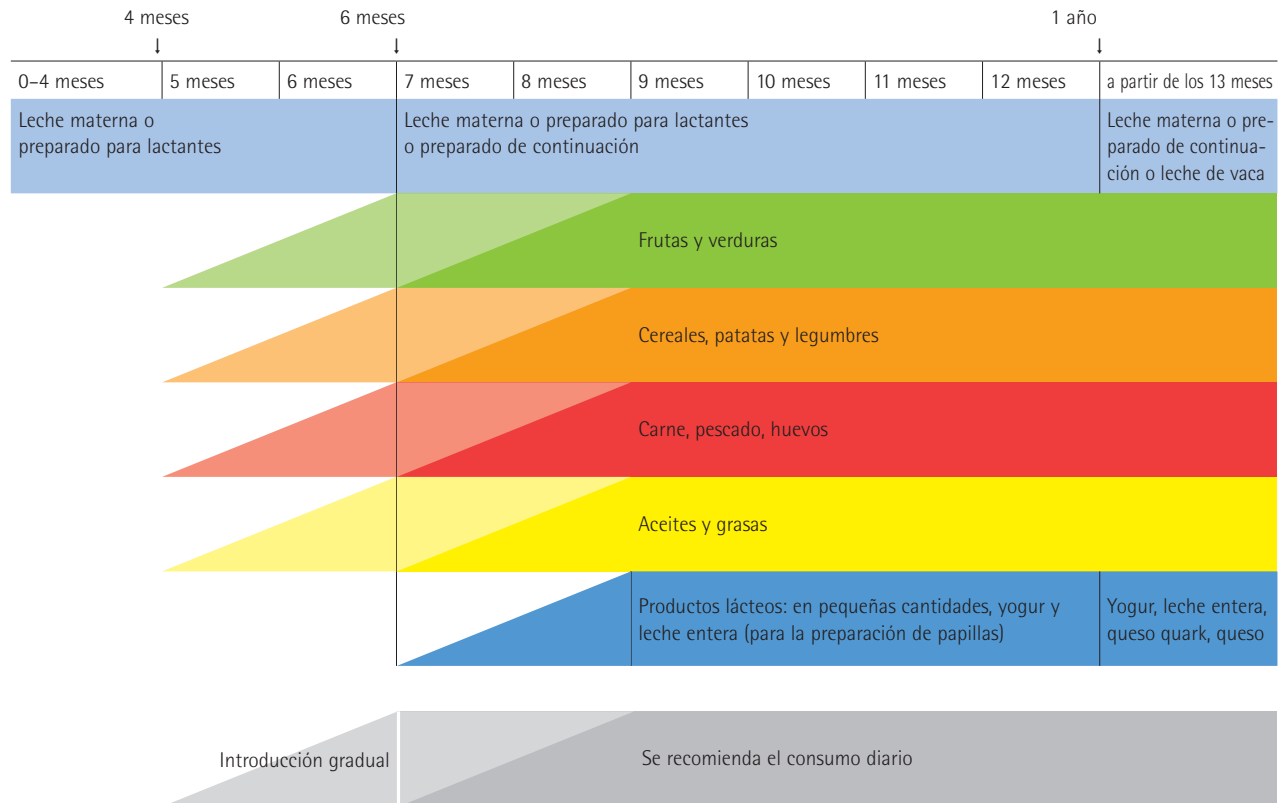 4 meses
6 meses
1 año
0–4 meses
5 meses
6 meses
7 meses
8 meses
9 meses
10 meses
11 meses
12 meses
a partir de los 13 meses
Leche materna o
preparado para lactantes
Leche materna o preparado para lactantes
o preparado de continuación
Leche materna o pre-
parado de continua-
ción o leche de vaca
Frutas y verduras
Cereales, patatas y legumbres
Carne, pescado, huevos
Aceites y grasas
Productos lácteos: en pequeñas cantidades, yogur y
leche entera (para la preparación de papillas)
Yogur, leche entera,
queso quark, queso
Introducción gradual
Se recomienda el consumo diario